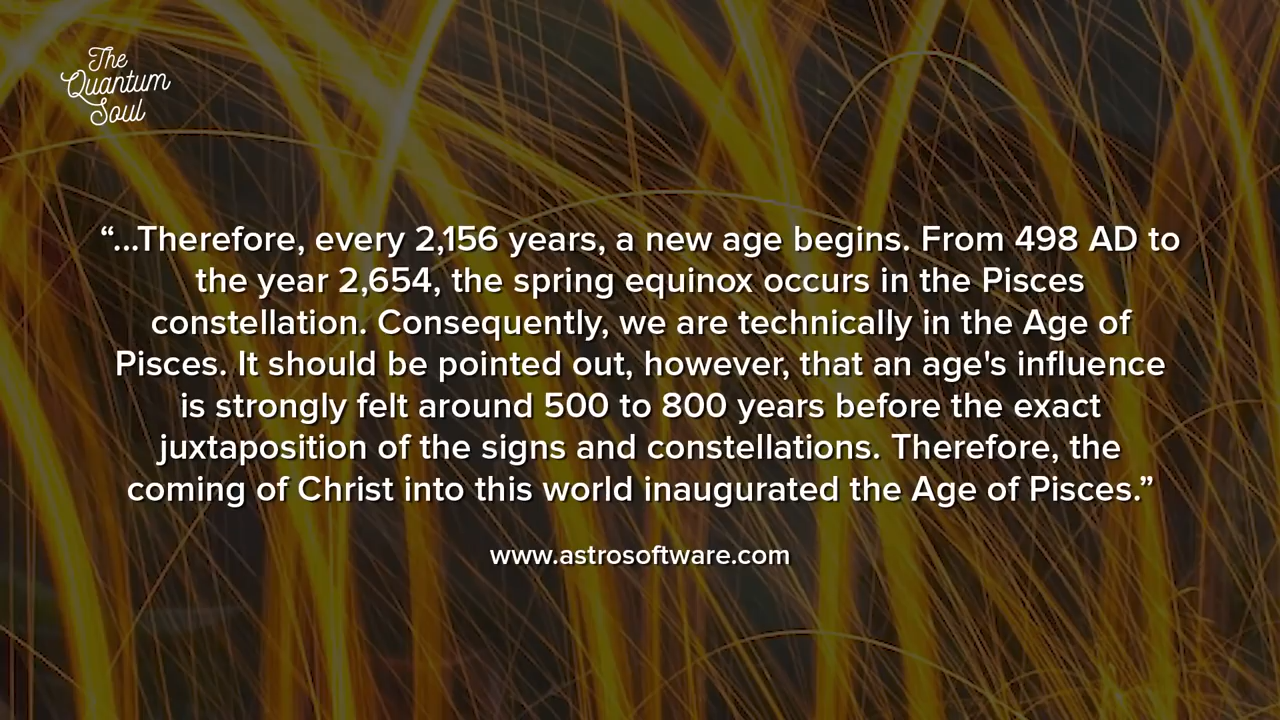 The
Quantum
Soul
“...Therefore, every 2,156 years, a new age begins. From 498 AD to
the year 2,654, the spring equinox occurs in the Pisces
constellation. Consequently, we are technically in the Age of
Pisces. It should be pointed out, however, that an age's influence
is strongly felt around 500 to 800 years before the exact
juxtaposition of the signs and constellations. Therefore, the
coming of Christ into this world inaugurated the Age of Pisces.”
www.astrosoftware.com